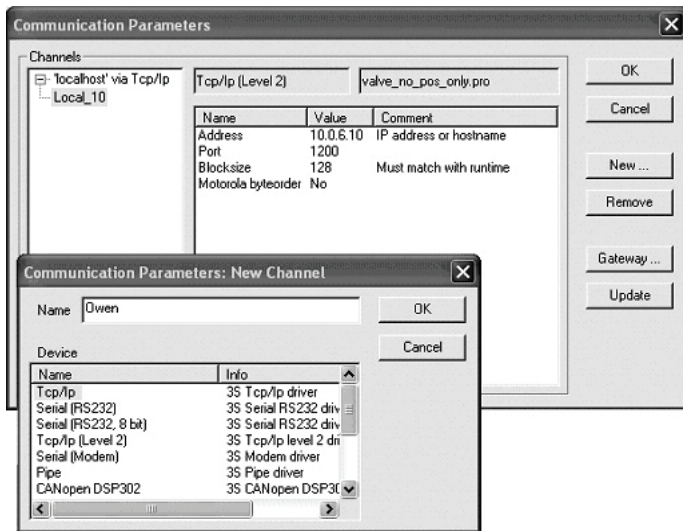 Communication Parameters
Channels
'localhost' via Tcp/Ip
Local_10
Tcp/Ip (Level 2)
valve_no_pos_only.pro
Name Value Comment
Address 10.0.6.10 IP address or hostname
Port 1200
Blocksize 128 Must match with runtime
Motorola byteorder No
OK
Cancel
New ...
Remove
Gateway ...
Update
Communication Parameters: New Channel
Name Owen
OK
Cancel
Device
Name Info
Tcp/Ip 3S Tcp/Ip driver
Serial (RS232) 3S Serial RS232 driv
Serial (RS232, 8 bit) 3S Serial RS232 driv
Tcp/Ip (Level 2) 3S Tcp/Ip level 2 dri
Serial (Modem) 3S Modem driver
Pipe 3S Pipe driver
CANopen DSP302 3S CANopen DSP3(